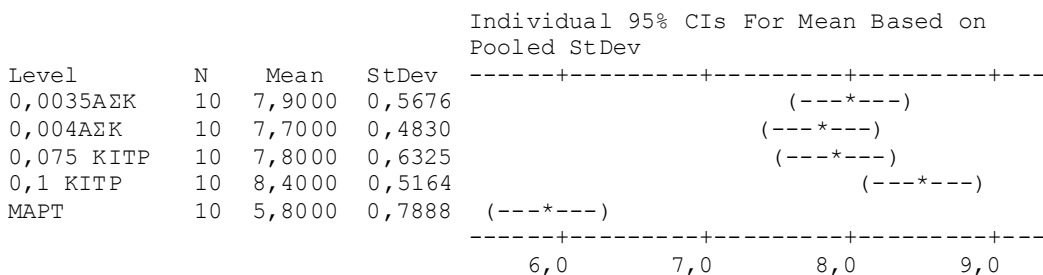 Individual 95% CIs For Mean Based on
Pooled StDev
Level N Mean StDev ------+---------+---------+---------+---
0,0035ΑΣΚ 10 7,9000 0,5676 (---*---)
0,004ΑΣΚ 10 7,7000 0,4830 (---*---)
0,075 ΚΙΤΡ 10 7,8000 0,6325 (---*---)
0,1 ΚΙΤΡ 10 8,4000 0,5164 (---*---)
ΜΑΡΤ 10 5,8000 0,7888 (---*---)
------+---------+---------+---------+---
6,0 7,0 8,0 9,0